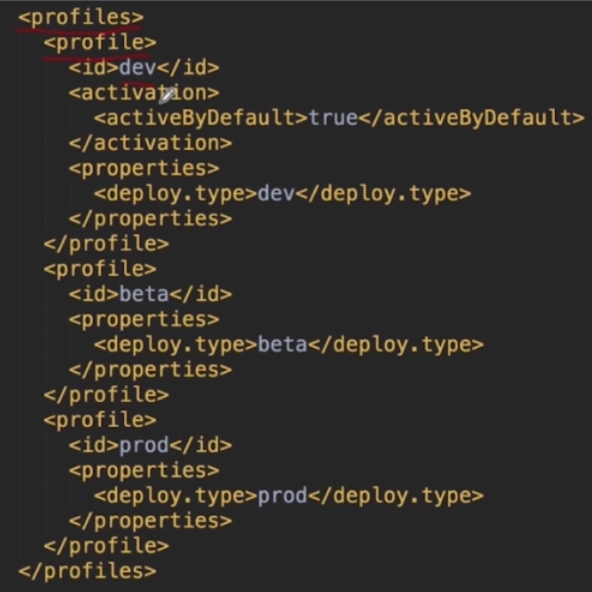 <profiles>
<profile>
<id>dev</id>
<activation>
<activeByDefault>true</activeByDefault>
</activation>
<properties>
<deploy.type>dev</deploy.type>
</properties>
</profile>
<profile>
<id>beta</id>
<properties>
<deploy.type>beta</deploy.type>
</properties>
</profile>
<profile>
<id>prod</id>
<properties>
<deploy.type>prod</deploy.type>
</properties>
</profile>
</profiles>